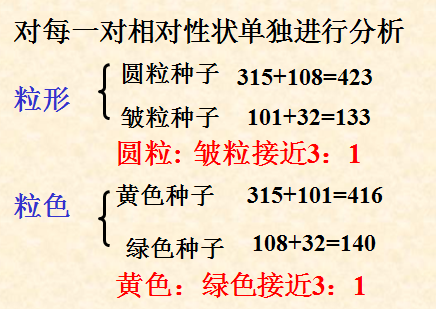 对每一对相对性状单独进行分析
粒形
圆粒种子 315+108=423
皱粒种子 101+32=133
圆粒: 皱粒接近3：1
粒色
黄色种子 315+101=416
绿色种子 108+32=140
黄色：绿色接近3：1